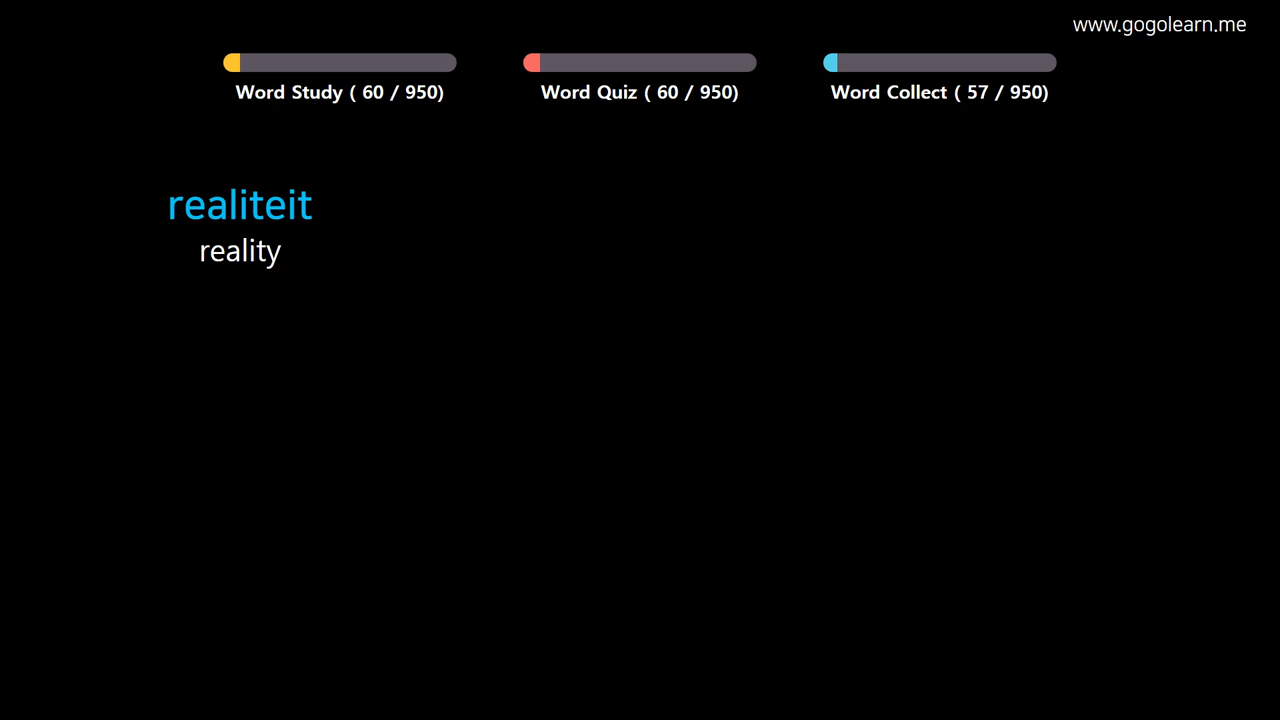 www.gogolearn.me
Word Study ( 60 / 950)
Word Quiz ( 60 / 950)
Word Collect ( 57 / 950)
realiteit
reality